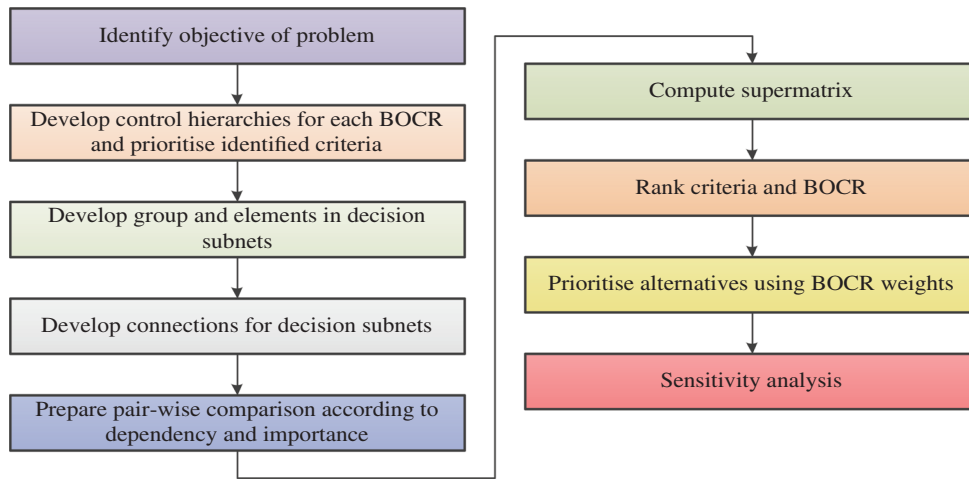 Identify objective of problem
Develop control hierarchies for each BOCR
and prioritise identified criteria
Develop group and elements in decision
subnets
Develop connections for decision subnets
Prepare pair-wise comparison according to
dependency and importance
Compute supermatrix
Rank criteria and BOCR
Prioritise alternatives using BOCR weights
Sensitivity analysis